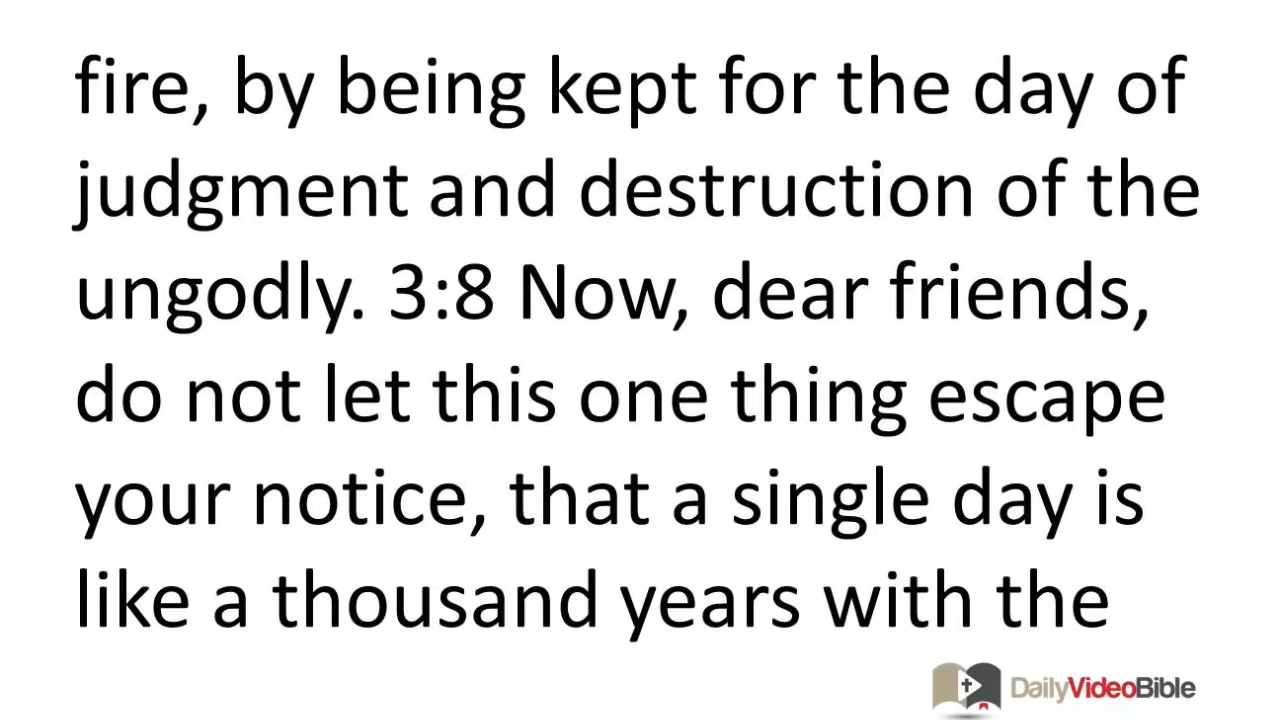 fire, by being kept for the day of
judgment and destruction of the
ungodly. 3:8 Now, dear friends,
do not let this one thing escape
your notice, that a single day is
like a thousand years with the
DailyVideoBible